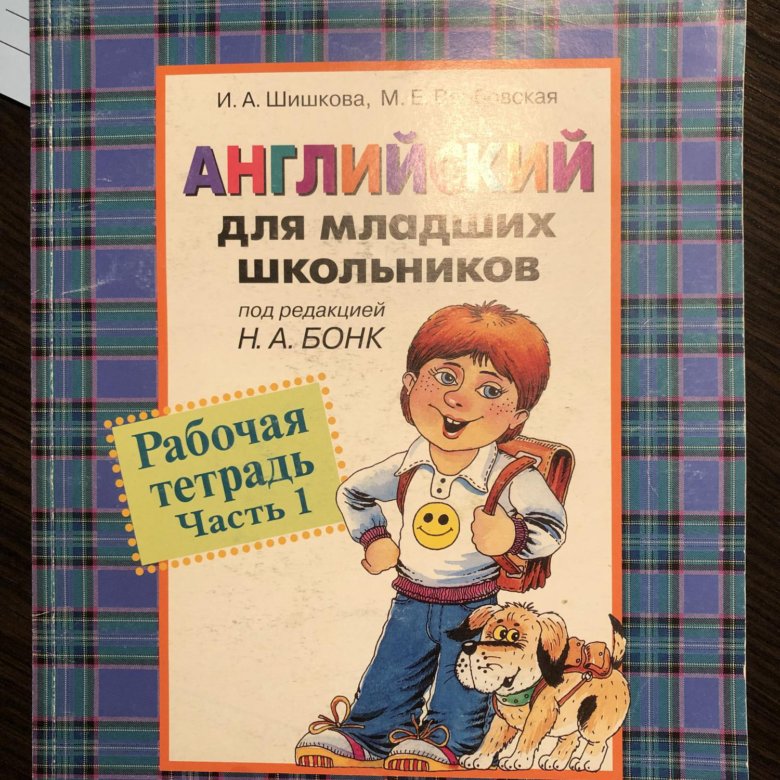 И. А. Шишкова, М. Е.
АНГЛИЙСКИЙ
для младших
школьников
под редакцией
Н. А. БОНК
Рабочая
тетрадь
Часть 1